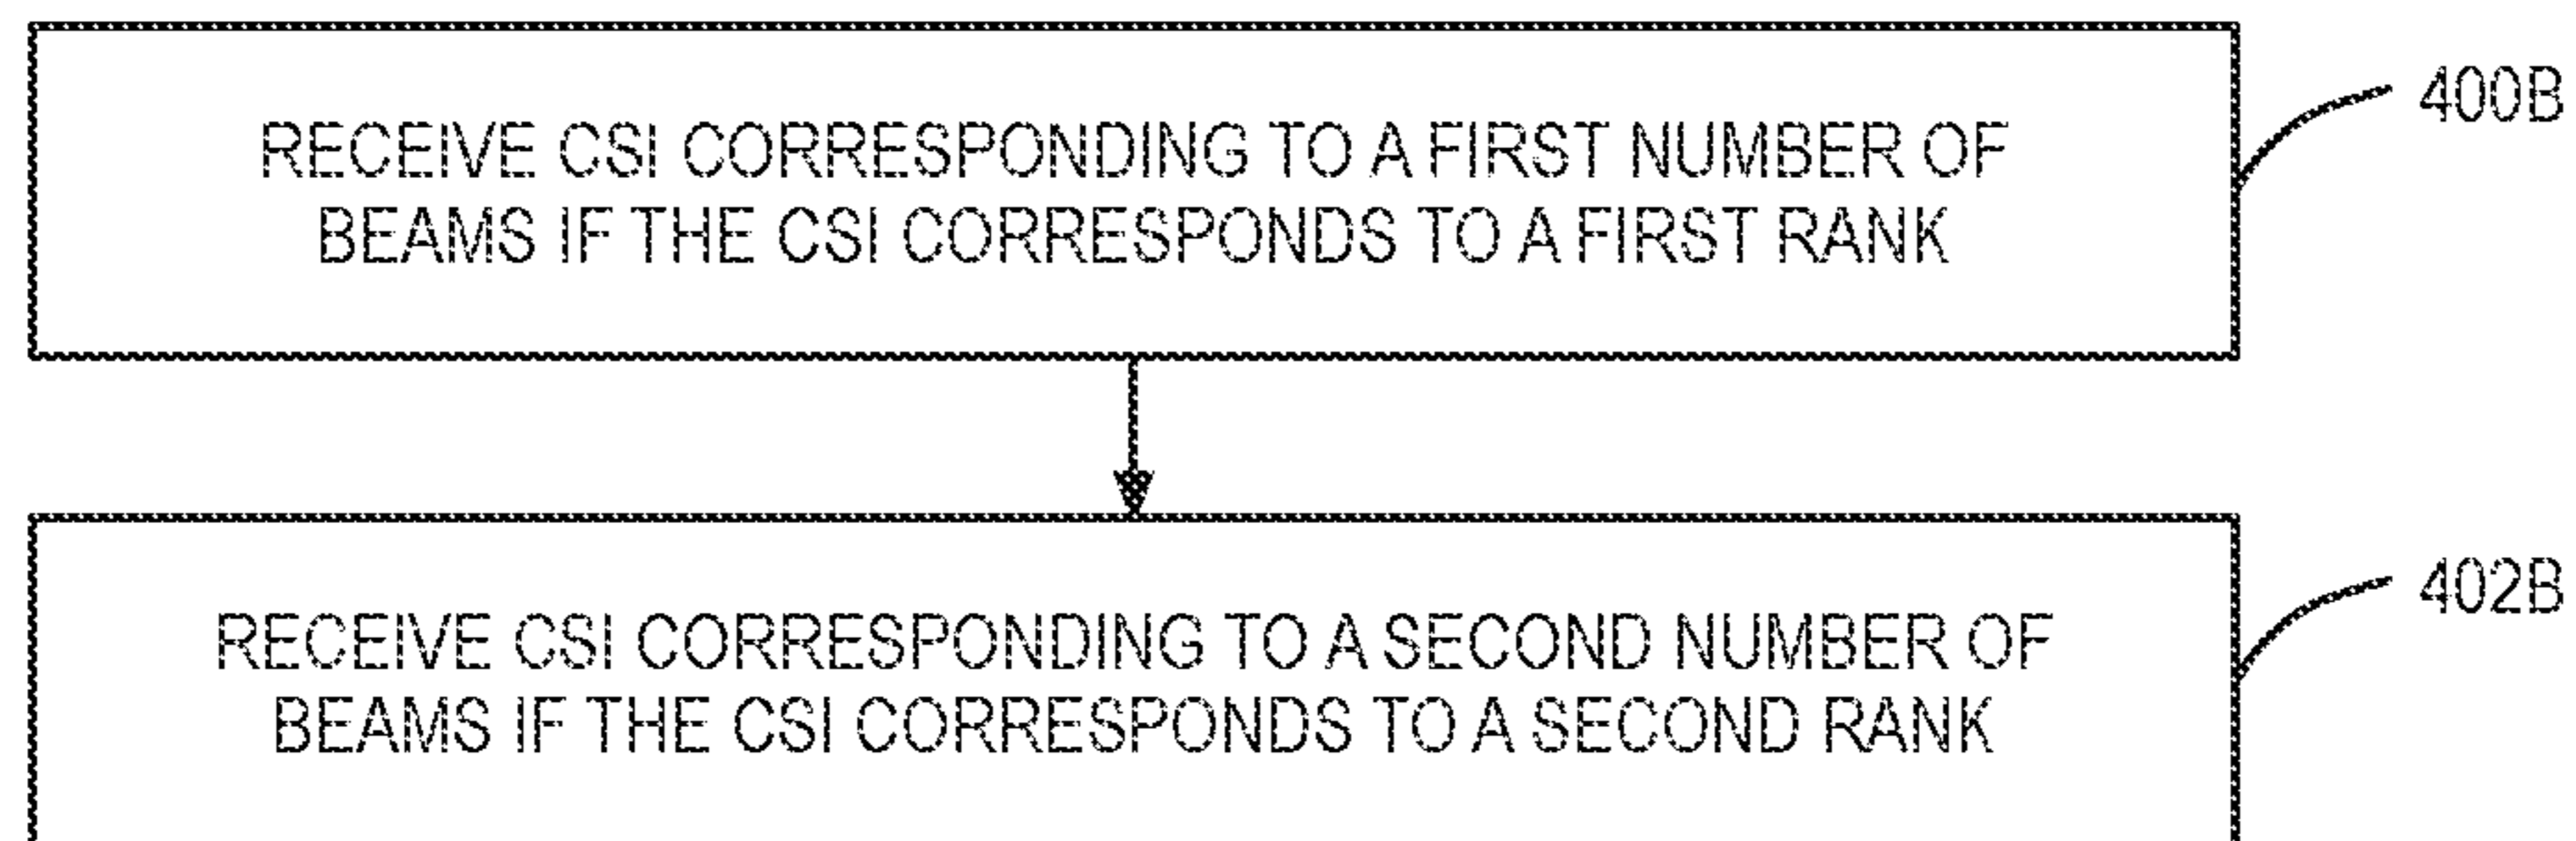 RECEIVE CSI CORRESPONDING TO A FIRST NUMBER OF
BEAMS IF THE CSI CORRESPONDS TO A FIRST RANK
400B
RECEIVE CSI CORRESPONDING TO A SECOND NUMBER OF
BEAMS IF THE CSI CORRESPONDS TO A SECOND RANK
402B